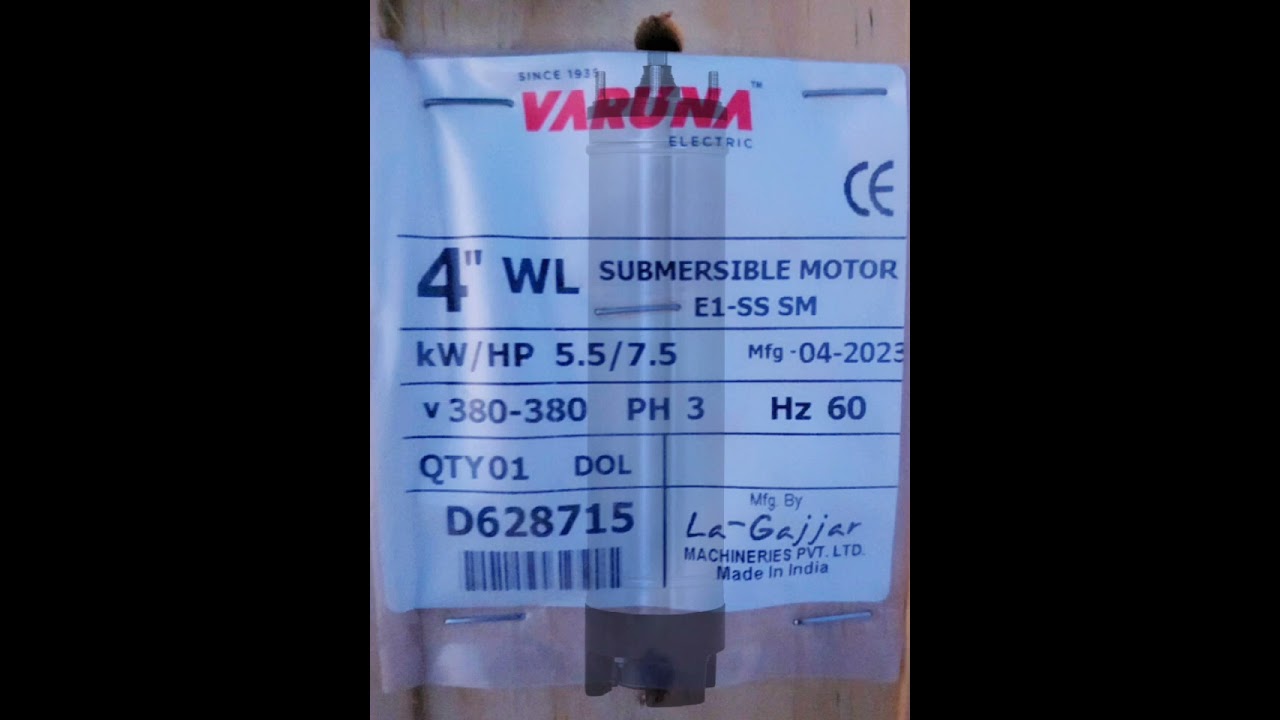 SINCE 1935
VARUNA™
ELECTRIC
CE
4" WL SUBMERSIBLE MOTOR
E1-SS SM
kW/HP 5.5/7.5 Mfg -04-2023
v 380-380 PH 3 Hz 60
QTY01 DOL
D628715
Mfg. By
La-Gajjar
MACHINERIES PVT. LTD.
Made In India